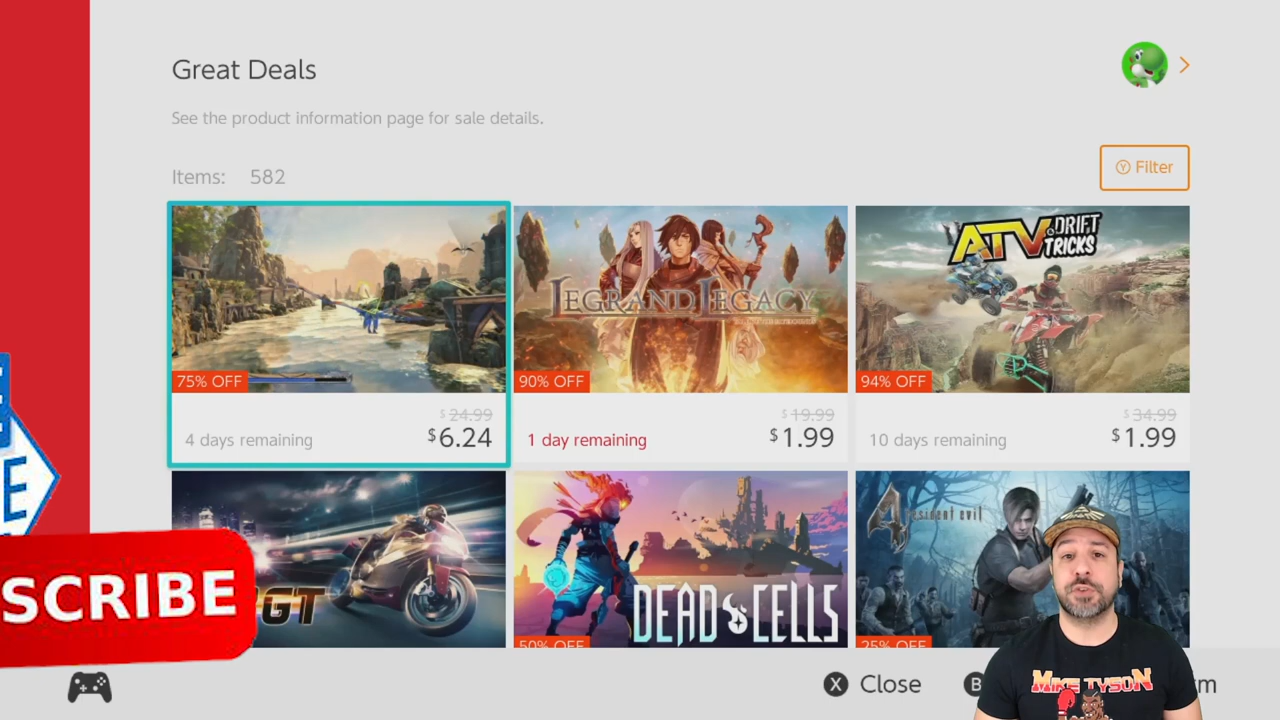 Great Deals
See the product information page for sale details.
Items: 582
Filter
75% OFF
$24.99
4 days remaining
$6.24
LEGRAND LEGACY
90% OFF
$19.99
1 day remaining
$1.99
ATV DRIFT & TRICKS
94% OFF
$34.99
10 days remaining
$1.99
GT
DEAD CELLS
50% OFF
4 resident evil
25% OFF
E
SCRIBE
X Close
B
rm
MIKE TYSON